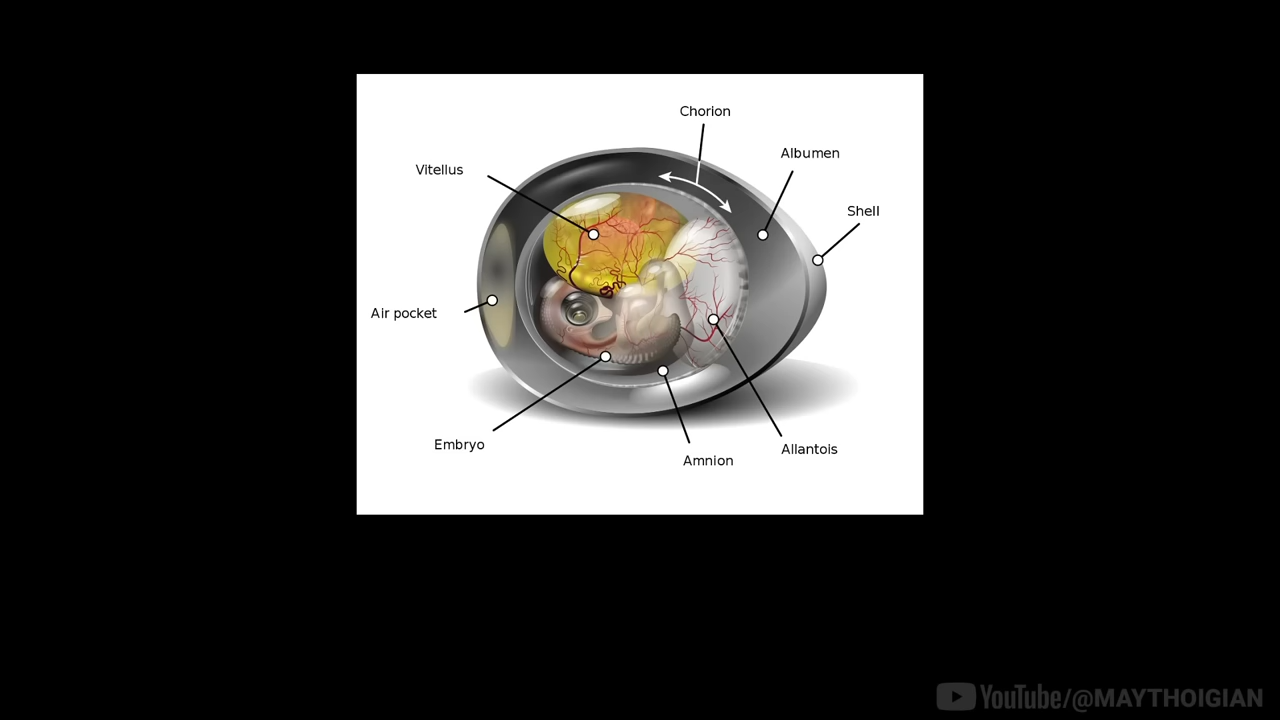 Chorion
Albumen
Vitellus
Shell
Air pocket
Embryo
Allantois
Amnion
YouTube/@MAYTHOIGIAN